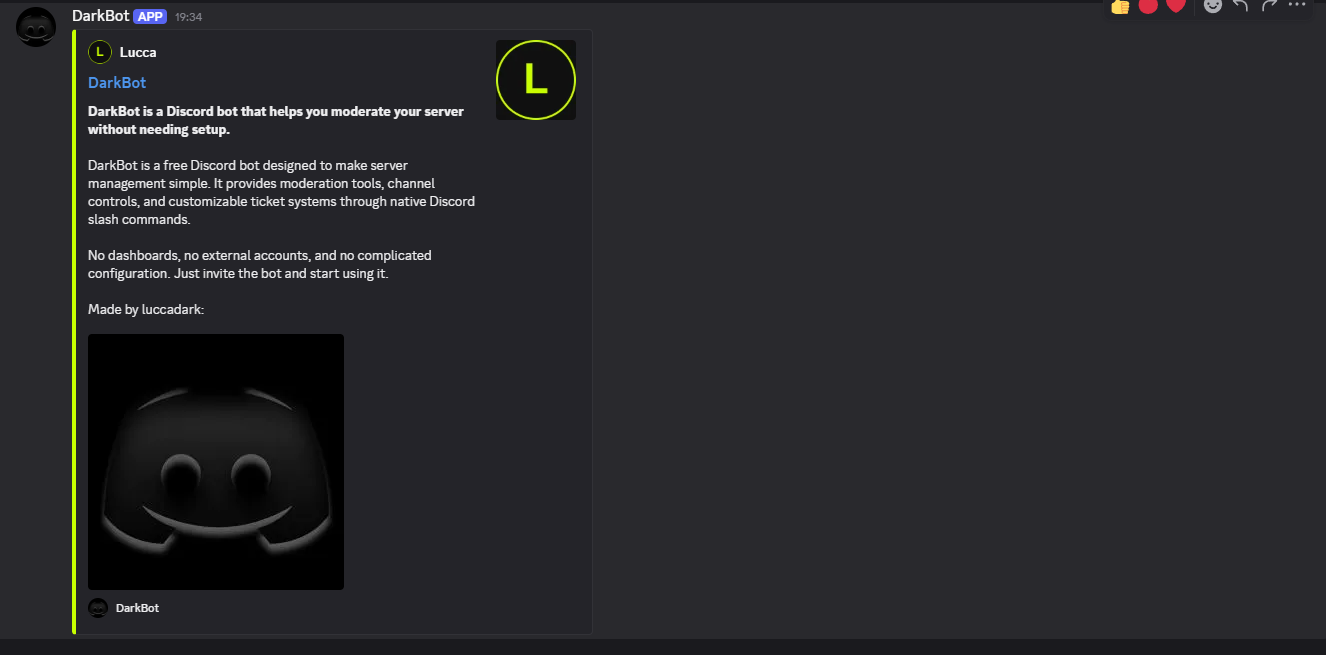 DarkBot APP 19:34
L Lucca
L
DarkBot
DarkBot is a Discord bot that helps you moderate your server
without needing setup.
DarkBot is a free Discord bot designed to make server
management simple. It provides moderation tools, channel
controls, and customizable ticket systems through native Discord
slash commands.
No dashboards, no external accounts, and no complicated
configuration. Just invite the bot and start using it.
Made by luccadark:
DarkBot